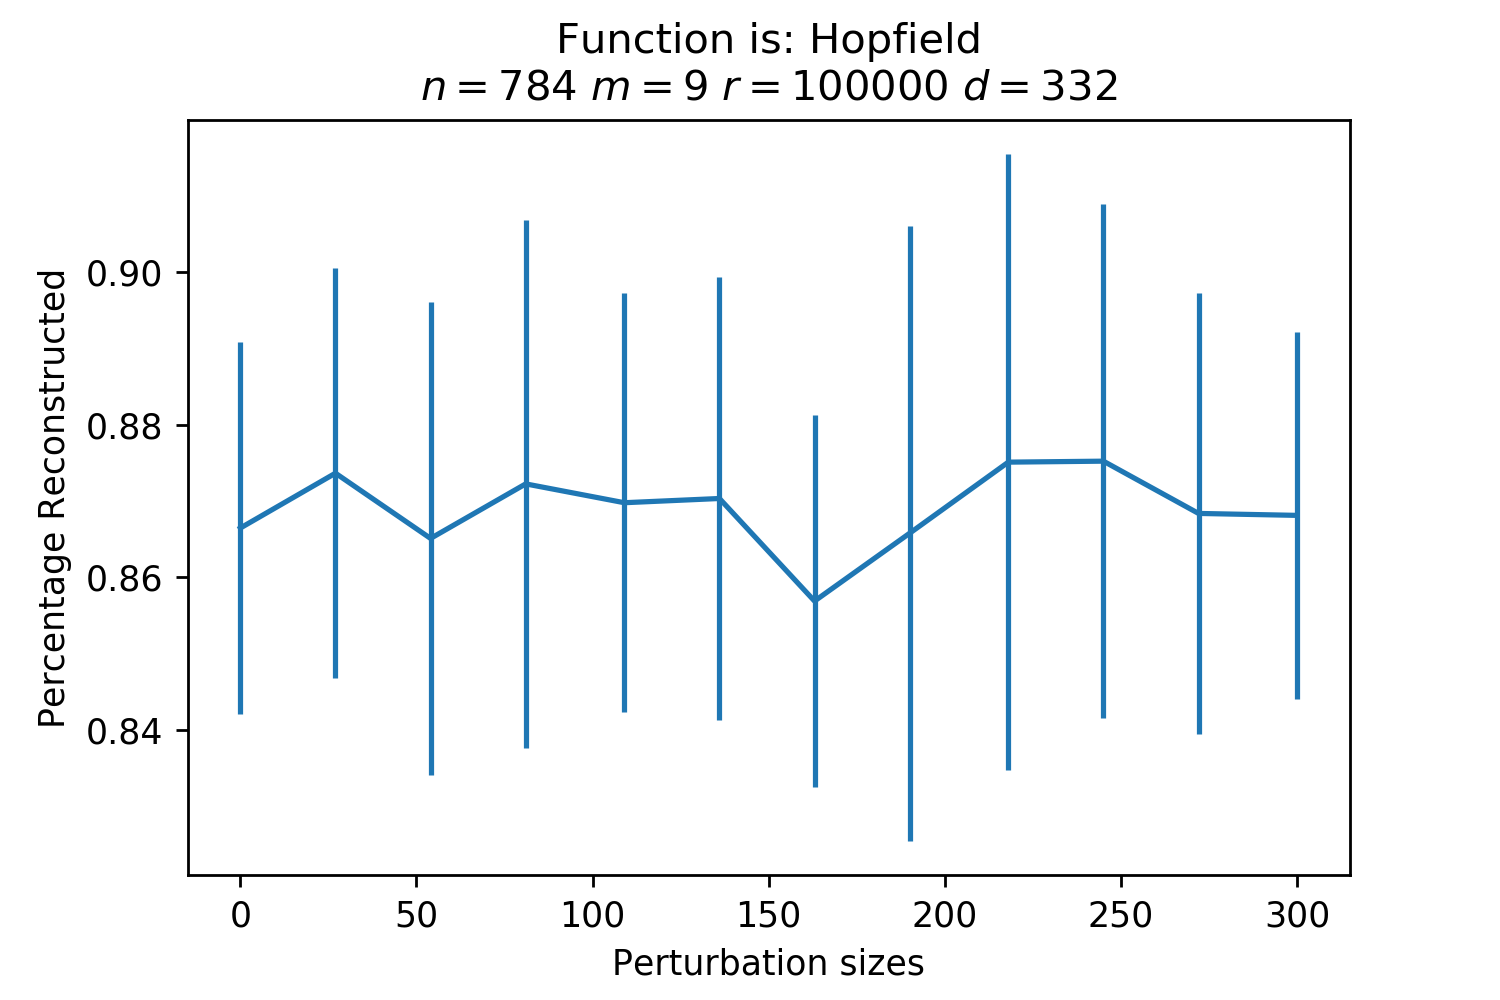 Function is: Hopfield
n = 784 m = 9 r = 100000 d = 332
Percentage Reconstructed
0.90
0.88
0.86
0.84
0 50 100 150 200 250 300
Perturbation sizes